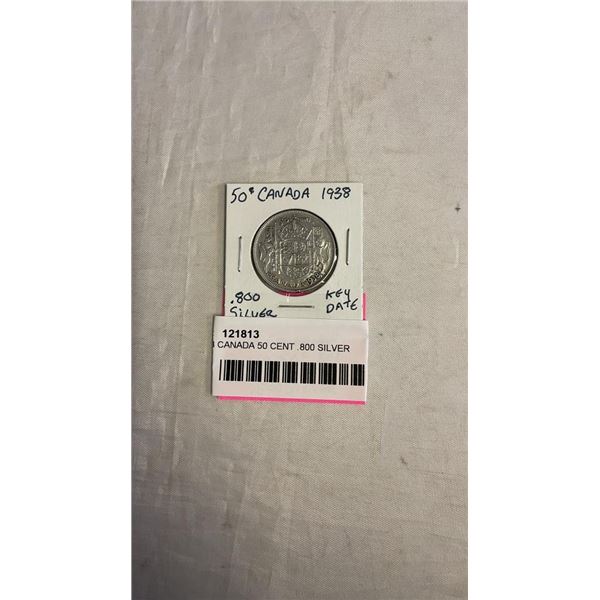 50¢ CANADA 1938
.800 KEY
SILVER DATE
121813
CANADA 50 CENT .800 SILVER